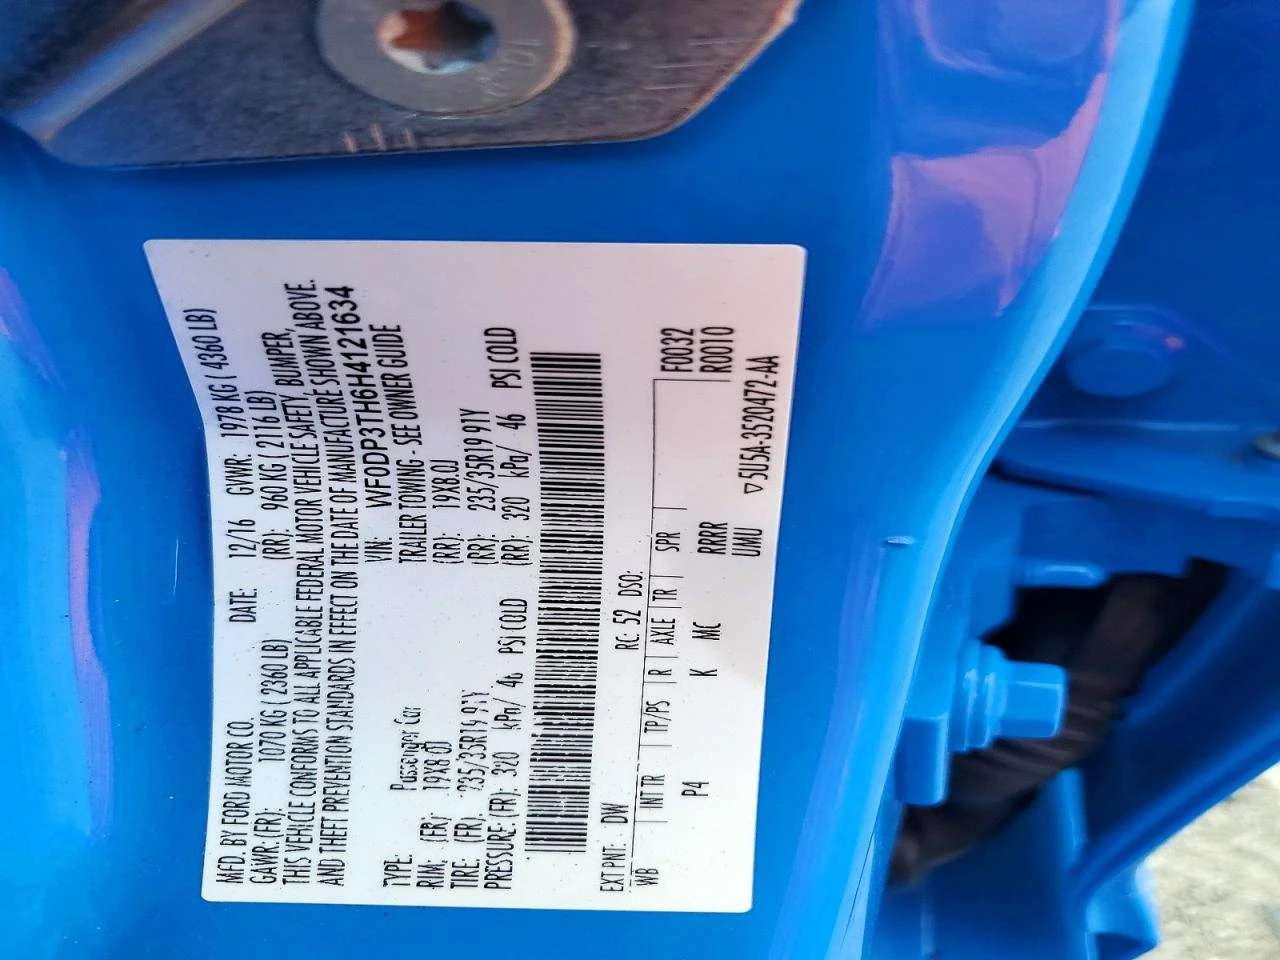 MFD. BY FORD MOTOR CO. DATE: 12/16 GVWR: 1978 KG ( 4360 LB)
GAWR: (FR): 1070 KG ( 2360 LB) (RR): 960 KG ( 2116 LB)
THIS VEHICLE CONFORMS TO ALL APPLICABLE FEDERAL MOTOR VEHICLE SAFETY, BUMPER,
AND THEFT PREVENTION STANDARDS IN EFFECT ON THE DATE OF MANUFACTURE SHOWN ABOVE.
VIN: WF0DP3TH6H4121634
TYPE: Passenger Car TRAILER TOWING - SEE OWNER GUIDE
RIM: (FR): 19X8.0J (RR): 19X8.0J
TIRE: (FR): 235/35R19 91Y (RR): 235/35R19 91Y
PRESSURE: (FR): 320 kPa/ 46 PSI COLD (RR): 320 kPa/ 46 PSI COLD
EXT PNT: DW RC: 52 DSO:
WB INT TR TP/PS R AXLE TR SPR F0032
P4 K MC RRRR R0010
UMU ▽5U5A-3520472-AA